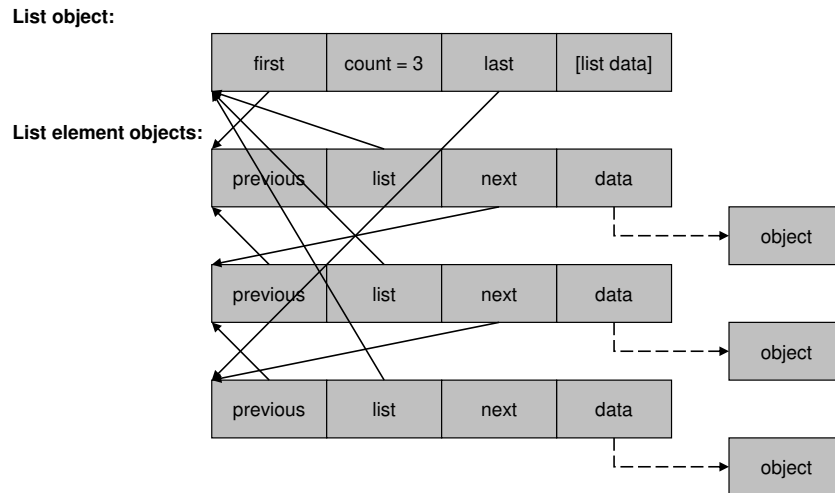 List object:
first count = 3 last [list data]
List element objects:
previous list next data
object
previous list next data
object
previous list next data
object